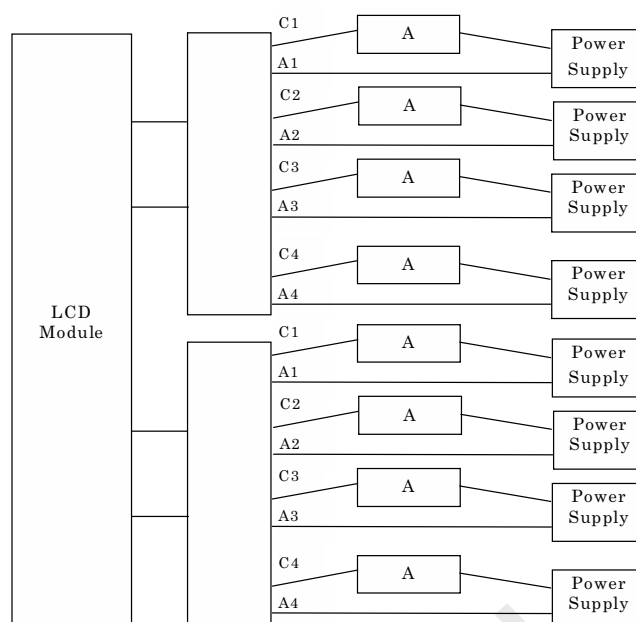 C1
A
Power
Supply
A1
C2
A
Power
Supply
A2
C3
A
Power
Supply
A3
C4
A
Power
Supply
A4
LCD
Module
C1
A
Power
Supply
A1
C2
A
Power
Supply
A2
C3
A
Power
Supply
A3
C4
A
Power
Supply
A4